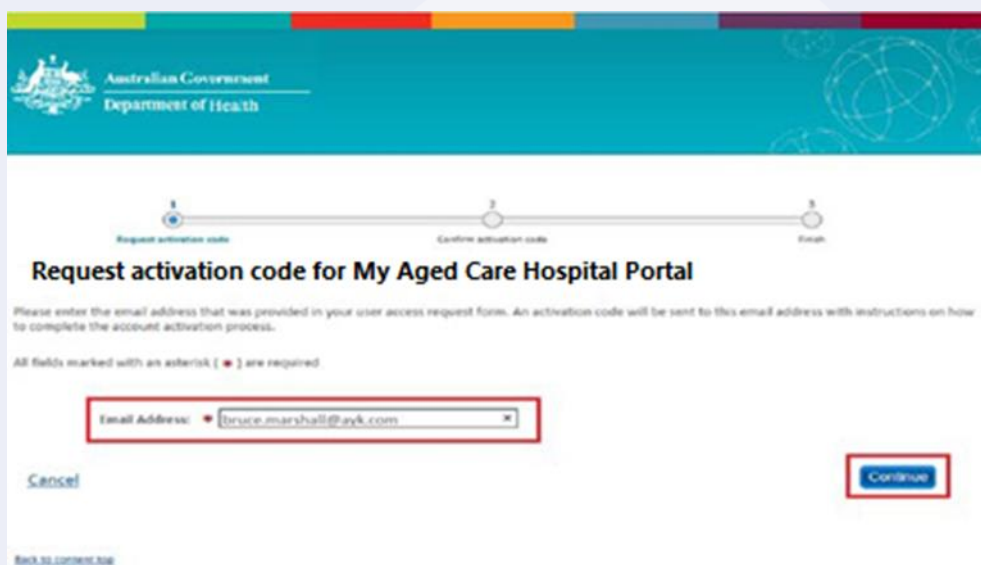 Australian Government
Department of Health
1 2 3
Request activation code Confirm activation code Finish
Request activation code for My Aged Care Hospital Portal
Please enter the email address that was provided in your user access request form. An activation code will be sent to this email address with instructions on how
to complete the account activation process.
All fields marked with an asterisk ( * ) are required
Email Address: * bruce.marshall@ayk.com ×
Cancel Continue
Back to content top